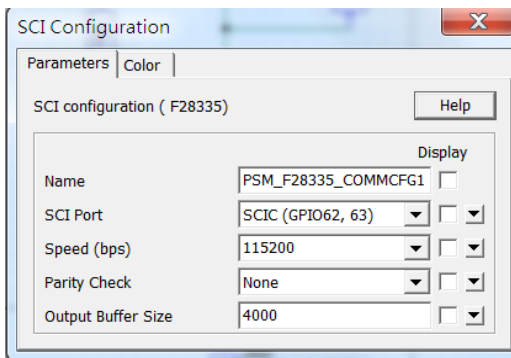 SCI Configuration
Parameters Color
SCI configuration ( F28335)
Help
Display
Name PSM_F28335_COMMCFG1
SCI Port SCIC (GPIO62, 63)
Speed (bps) 115200
Parity Check None
Output Buffer Size 4000